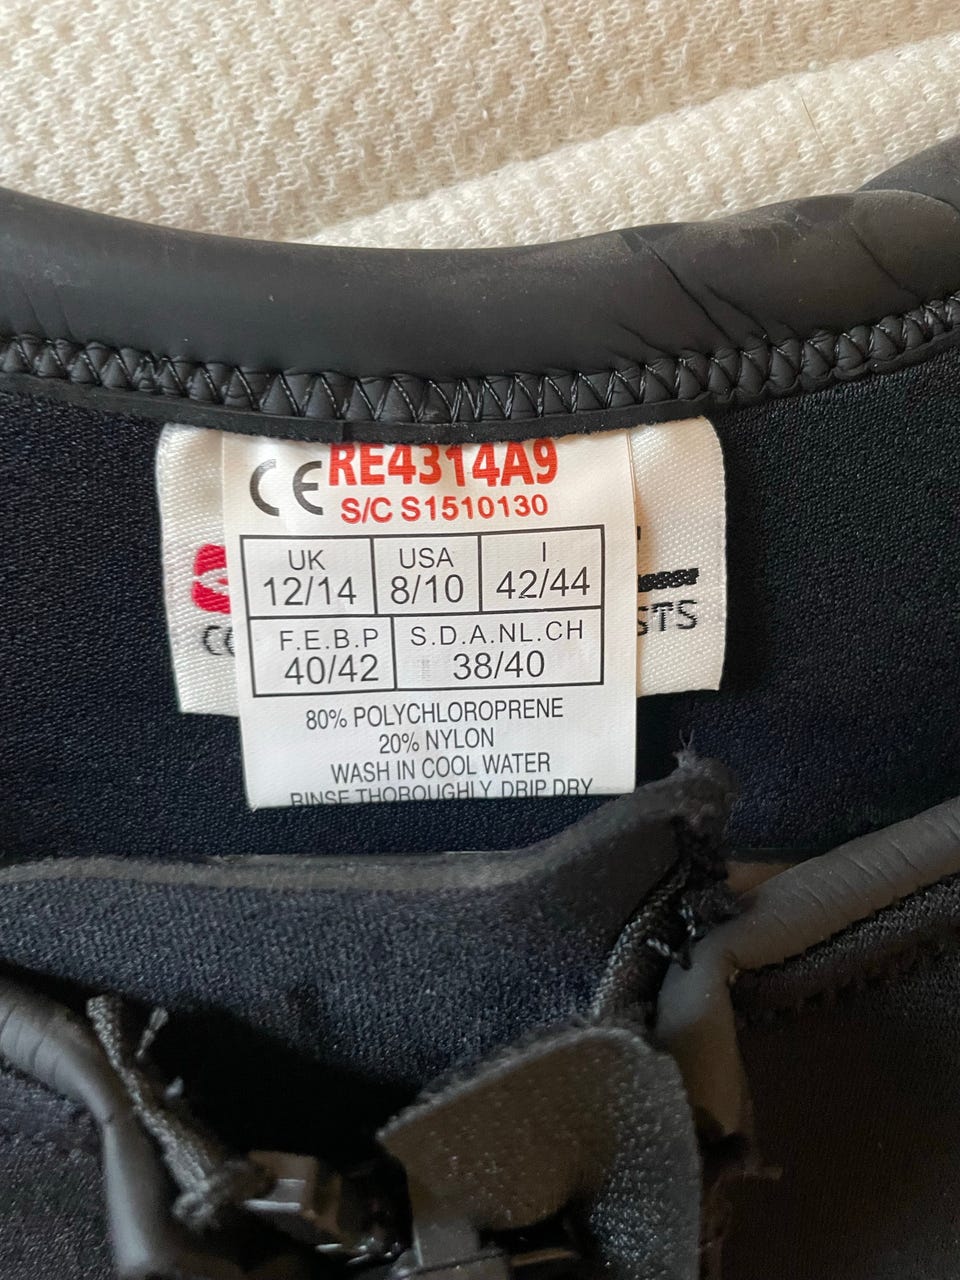 CE RE4314A9
S/C S1510130
UK USA I
12/14 8/10 42/44
F.E.B.P S.D.A.NL.CH
40/42 38/40
80% POLYCHLOROPRENE
20% NYLON
WASH IN COOL WATER
RINSE THOROUGHLY DRIP DRY